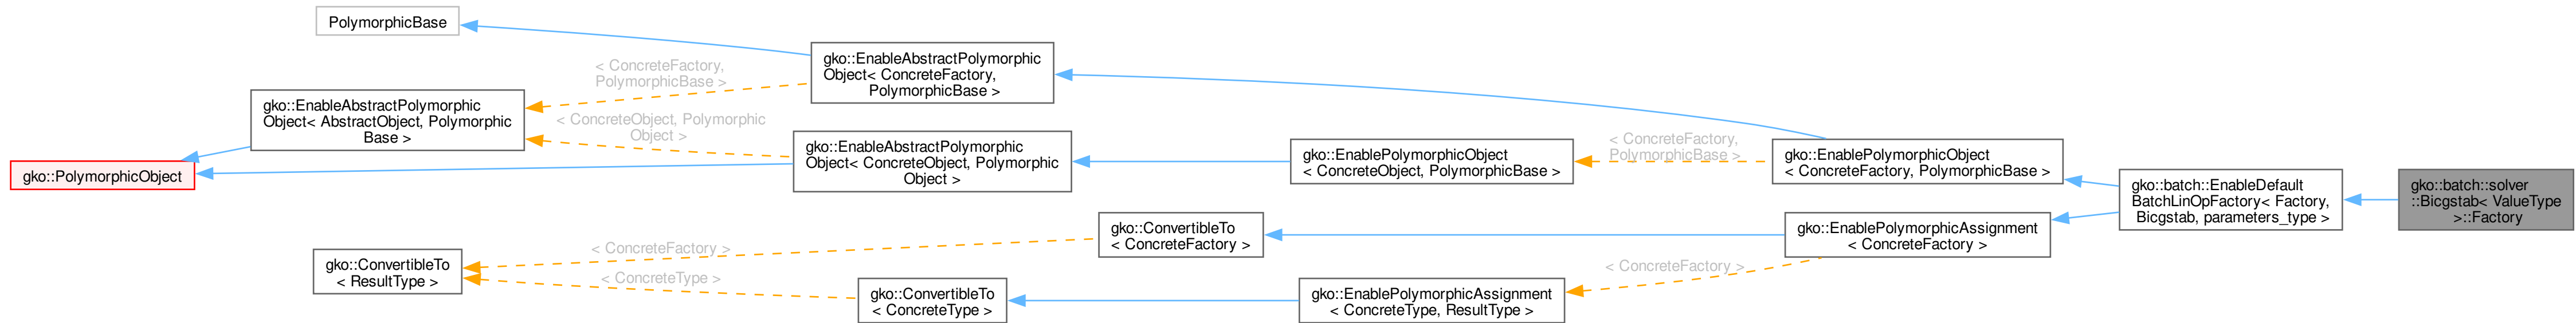 PolymorphicBase
gko::EnableAbstractPolymorphic
Object< ConcreteFactory,
PolymorphicBase >
< ConcreteFactory,
PolymorphicBase >
gko::EnableAbstractPolymorphic
Object< AbstractObject, Polymorphic
Base >
< ConcreteObject, Polymorphic
Object >
gko::EnableAbstractPolymorphic
Object< ConcreteObject, Polymorphic
Object >
gko::PolymorphicObject
gko::EnablePolymorphicObject
< ConcreteObject, PolymorphicBase >
< ConcreteFactory,
PolymorphicBase >
gko::EnablePolymorphicObject
< ConcreteFactory, PolymorphicBase >
gko::batch::EnableDefault
BatchLinOpFactory< Factory,
Bicgstab, parameters_type >
gko::batch::solver
::Bicgstab< ValueType
>::Factory
gko::ConvertibleTo
< ConcreteFactory >
gko::EnablePolymorphicAssignment
< ConcreteFactory >
< ConcreteFactory >
gko::ConvertibleTo
< ResultType >
< ConcreteType >
gko::ConvertibleTo
< ConcreteType >
gko::EnablePolymorphicAssignment
< ConcreteType, ResultType >
< ConcreteFactory >